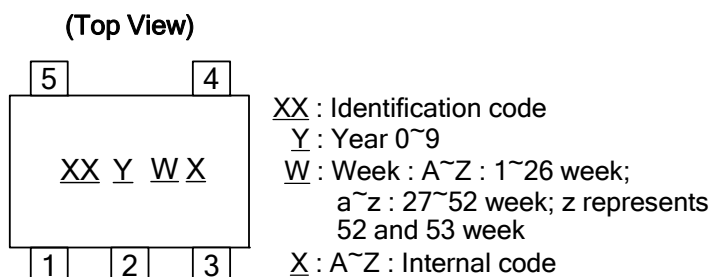 (Top View)
5 4
XX Y W X
1 2 3
XX : Identification code
Y : Year 0~9
W : Week : A~Z : 1~26 week;
a~z : 27~52 week; z represents
52 and 53 week
X : A~Z : Internal code